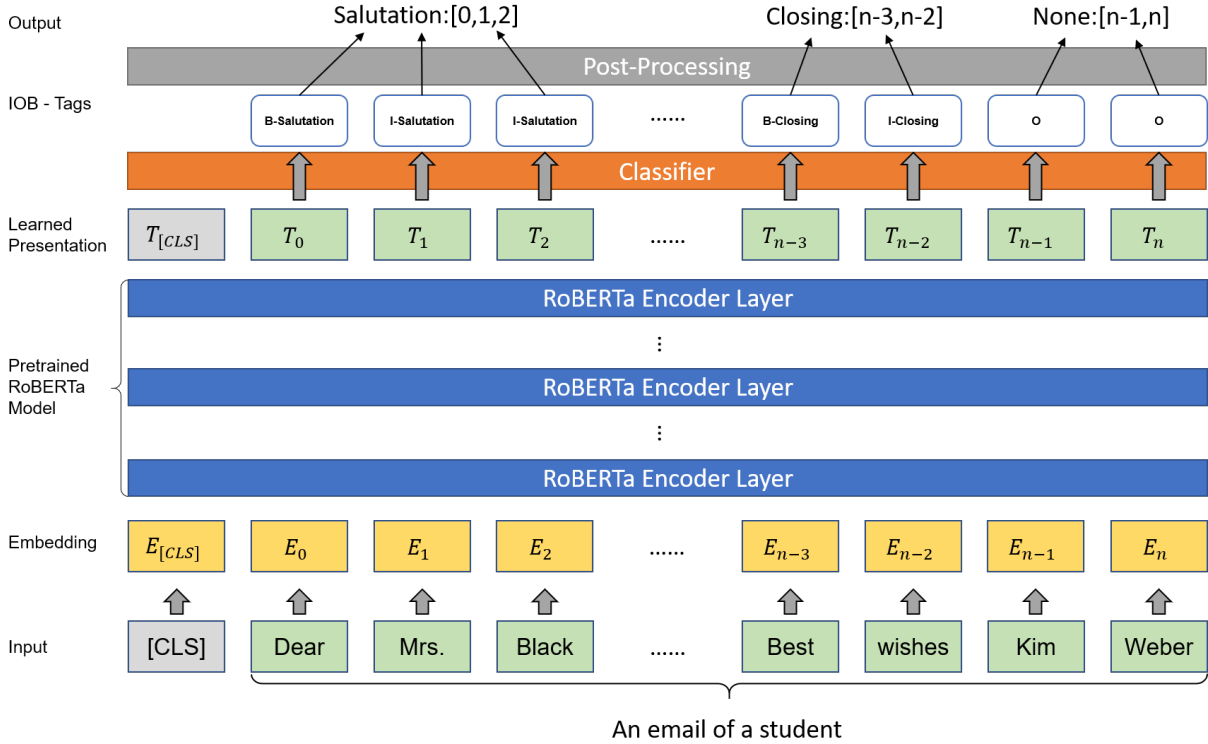 Output Salutation:[0,1,2] Closing:[n-3,n-2] None:[n-1,n]
Post-Processing
IOB - Tags B-Salutation I-Salutation I-Salutation ...... B-Closing I-Closing O O
Classifier
Learned
Presentation
T[CLS] T0 T1 T2 ...... Tn−3 Tn−2 Tn−1 Tn
RoBERTa Encoder Layer
⋮
Pretrained
RoBERTa
Model
RoBERTa Encoder Layer
⋮
RoBERTa Encoder Layer
Embedding E[CLS] E0 E1 E2 ...... En−3 En−2 En−1 En
Input [CLS] Dear Mrs. Black ...... Best wishes Kim Weber
An email of a student